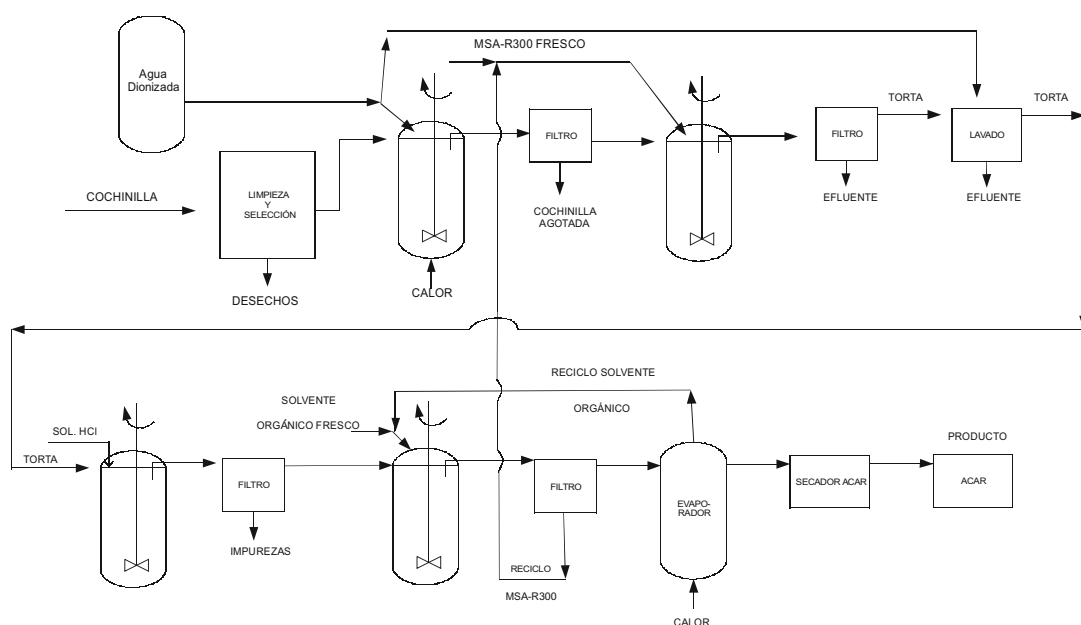 MSA-R300 FRESCO
Agua
Dionizada
FILTRO
TORTA
TORTA
FILTRO
LAVADO
COCHINILLA
LIMPIEZA
Y
SELECCIÓN
COCHINILLA
AGOTADA
EFLUENTE
EFLUENTE
DESECHOS
CALOR
RECICLO SOLVENTE
SOLVENTE
ORGÁNICO
ORGÁNICO FRESCO
SOL. HCl
PRODUCTO
TORTA
FILTRO
FILTRO
EVAPO-
RADOR
SECADOR ACAR
ACAR
IMPUREZAS
RECICLO
MSA-R300
CALOR